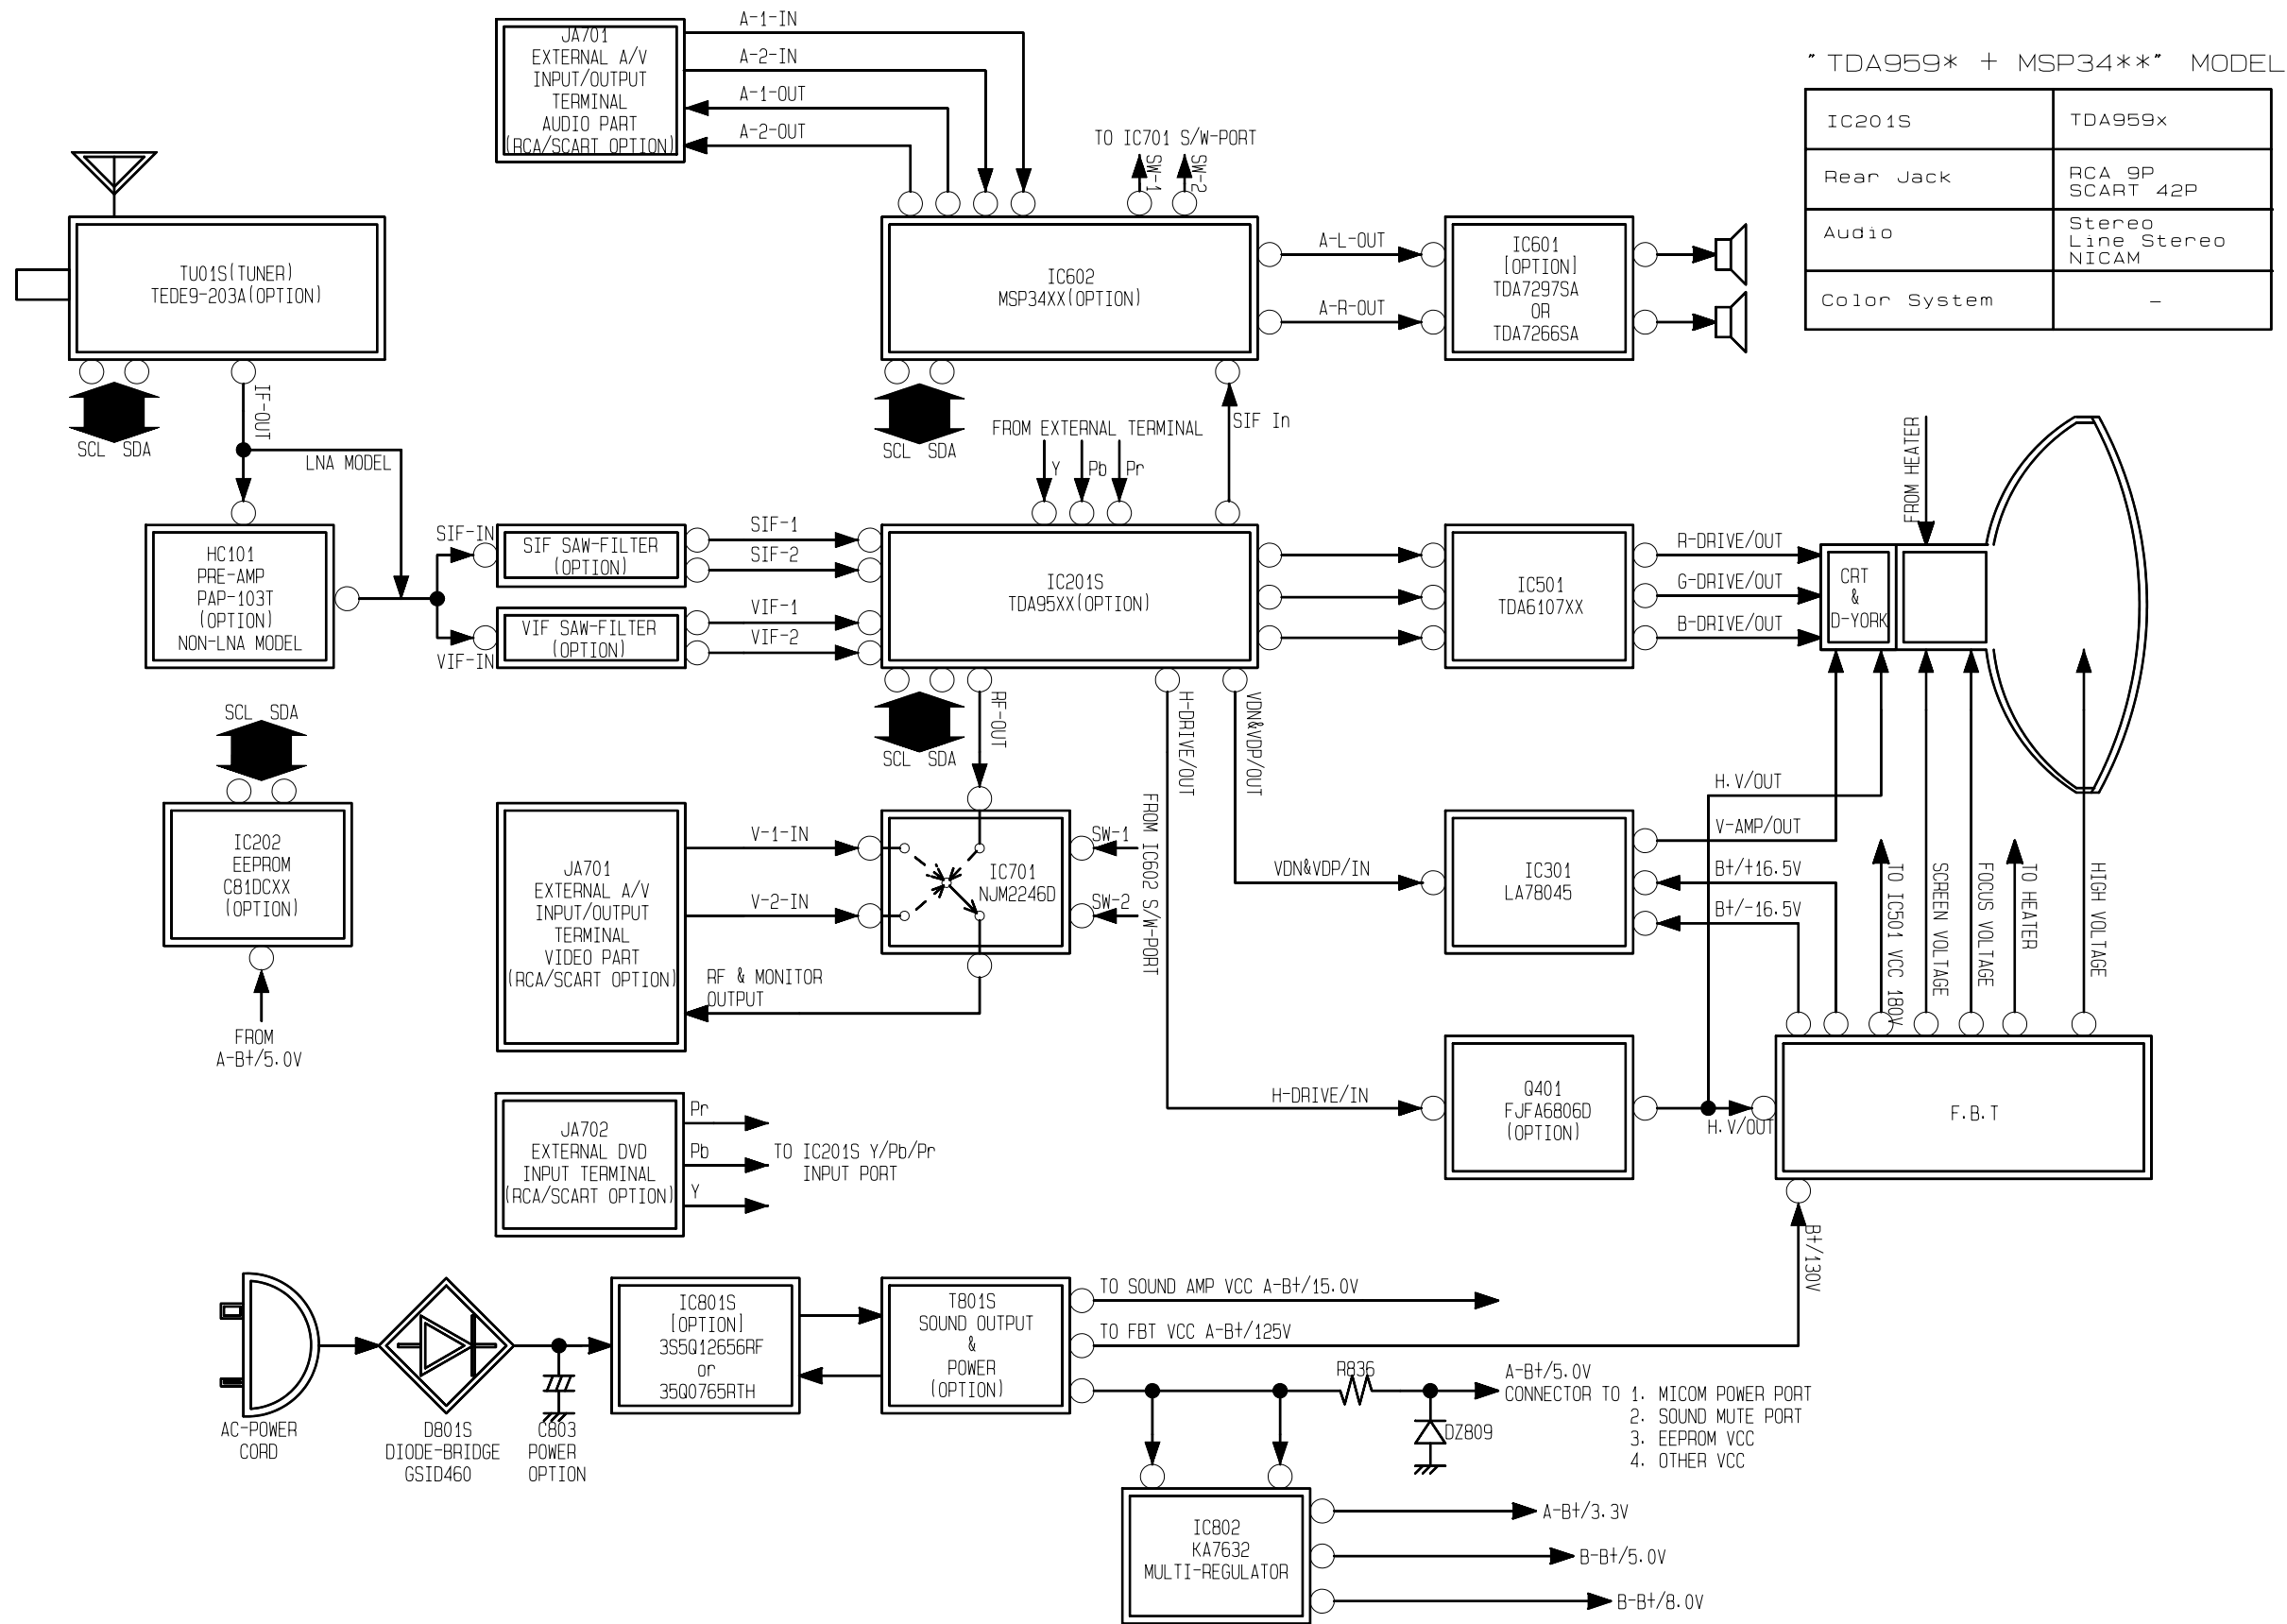 JA701
EXTERNAL A/V
INPUT/OUTPUT
TERMINAL
AUDIO PART
(RCA/SCART OPTION)
A-1-IN
A-2-IN
A-1-OUT
A-2-OUT
TO IC701 S/W-PORT
SW-1
SW-2
" TDA959* + MSP34**" MODEL
IC201S
TDA959x
Rear Jack
RCA 9P
SCART 42P
Audio
Stereo
Line Stereo
NICAM
Color System
-
TU01S(TUNER)
TEDE9-203A(OPTION)
SCL SDA
IF-OUT
LNA MODEL
IC602
MSP34XX(OPTION)
A-L-OUT
A-R-OUT
IC601
[OPTION]
TDA7297SA
OR
TDA7266SA
SCL SDA
SIF In
FROM EXTERNAL TERMINAL
Y
Pb
Pr
FROM HEATER
HC101
PRE-AMP
PAP-103T
(OPTION)
NON-LNA MODEL
SIF-IN
VIF-IN
SIF SAW-FILTER
(OPTION)
VIF SAW-FILTER
(OPTION)
SIF-1
SIF-2
VIF-1
VIF-2
IC201S
TDA95XX(OPTION)
IC501
TDA6107XX
R-DRIVE/OUT
G-DRIVE/OUT
B-DRIVE/OUT
CRT
&
D-YORK
SCL SDA
RF-OUT
H-DRIVE/OUT
VDN&VDP/OUT
SCL SDA
IC202
EEPROM
C81DCXX
(OPTION)
FROM
A-B+/5.0V
JA701
EXTERNAL A/V
INPUT/OUTPUT
TERMINAL
VIDEO PART
(RCA/SCART OPTION)
V-1-IN
V-2-IN
IC701
NJM2246D
SW-1
SW-2
FROM IC602 S/W-PORT
RF & MONITOR
OUTPUT
VDN&VDP/IN
IC301
LA78045
H.V/OUT
V-AMP/OUT
B+/+16.5V
B+/-16.5V
TO IC501 VCC 180V
SCREEN VOLTAGE
FOCUS VOLTAGE
TO HEATER
HIGH VOLTAGE
JA702
EXTERNAL DVD
INPUT TERMINAL
(RCA/SCART OPTION)
Pr
Pb
Y
TO IC201S Y/Pb/Pr
INPUT PORT
H-DRIVE/IN
Q401
FJFA6806D
(OPTION)
H.V/OUT
F.B.T
B+/130V
AC-POWER
CORD
D801S
DIODE-BRIDGE
GSID460
C803
POWER
OPTION
IC801S
[OPTION]
3S5Q12656RF
or
35Q0765RTH
T801S
SOUND OUTPUT
&
POWER
(OPTION)
TO SOUND AMP VCC A-B+/15.0V
TO FBT VCC A-B+/125V
R836
DZ809
A-B+/5.0V
CONNECTOR TO 1. MICOM POWER PORT
2. SOUND MUTE PORT
3. EEPROM VCC
4. OTHER VCC
IC802
KA7632
MULTI-REGULATOR
A-B+/3.3V
B-B+/5.0V
B-B+/8.0V